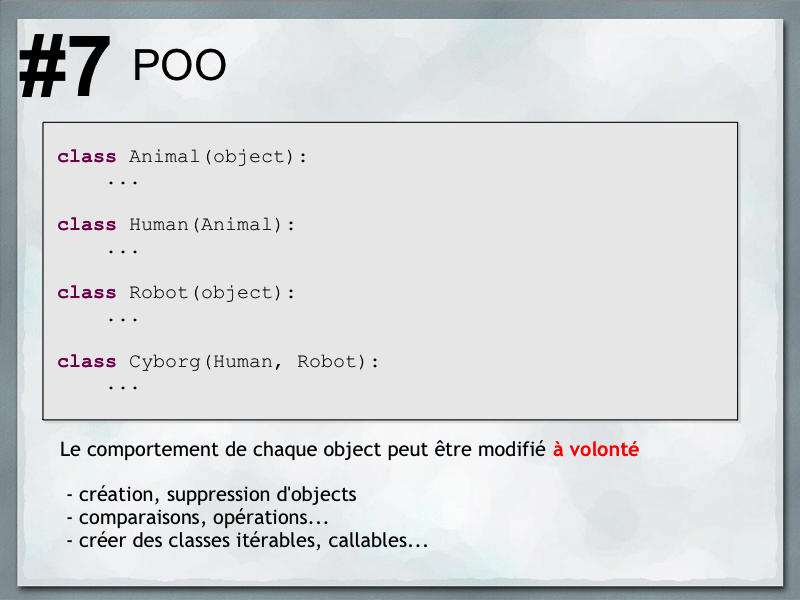 #7 POO
class Animal(object):
    ...
class Human(Animal):
    ...
class Robot(object):
    ...
class Cyborg(Human, Robot):
    ...
Le comportement de chaque object peut être modifié à volonté
- création, suppression d'objects
- comparaisons, opérations...
- créer des classes itérables, callables...